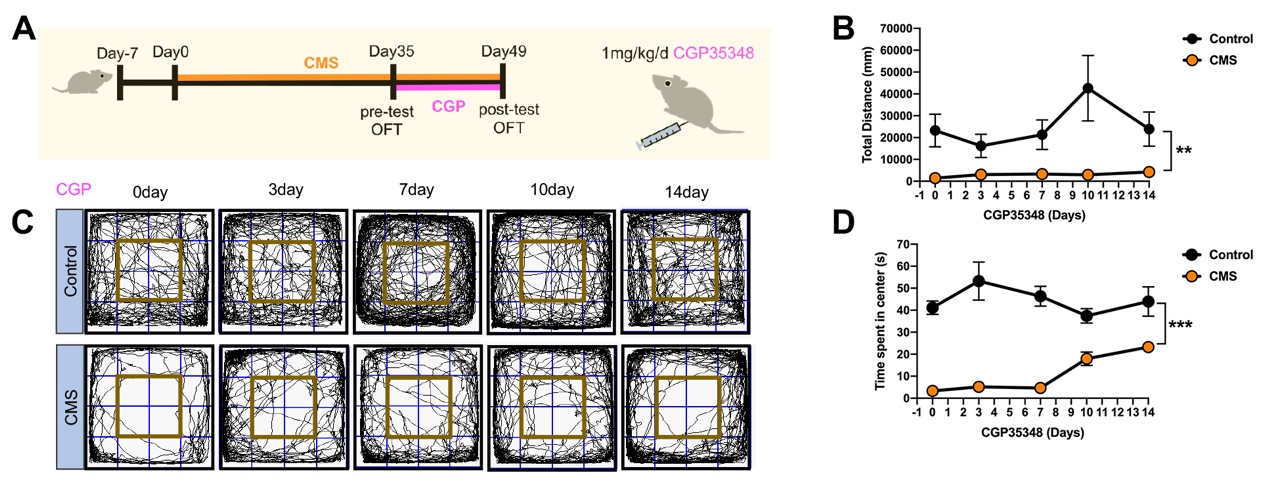 A
Day-7 Day0 Day35 Day49
CMS
CGP
pre-test OFT
post-test OFT
1mg/kg/d CGP35348
B
70000
60000
50000
40000
30000
20000
10000
0
Total Distance (mm)
-1 0 1 2 3 4 5 6 7 8 9 10 11 12 13 14
CGP35348 (Days)
Control
CMS
**
C
CGP 0day 3day 7day 10day 14day
Control
CMS
D
70
60
50
40
30
20
10
0
Time spent in center (s)
-1 0 1 2 3 4 5 6 7 8 9 10 11 12 13 14
CGP35348 (Days)
Control
CMS
***